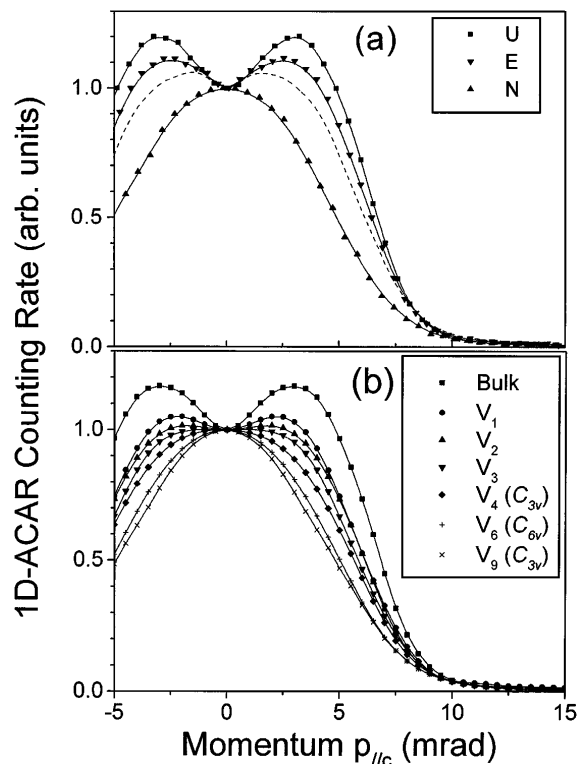 (a)
U
E
N
1.0
0.5
0.0
1D-ACAR Counting Rate (arb. units)
(b)
Bulk
V₁
V₂
V₃
V₄ (C₃ᵥ)
V₆ (C₆ᵥ)
V₉ (C₃ᵥ)
1.0
0.5
0.0
-5 0 5 10 15
Momentum p//c (mrad)